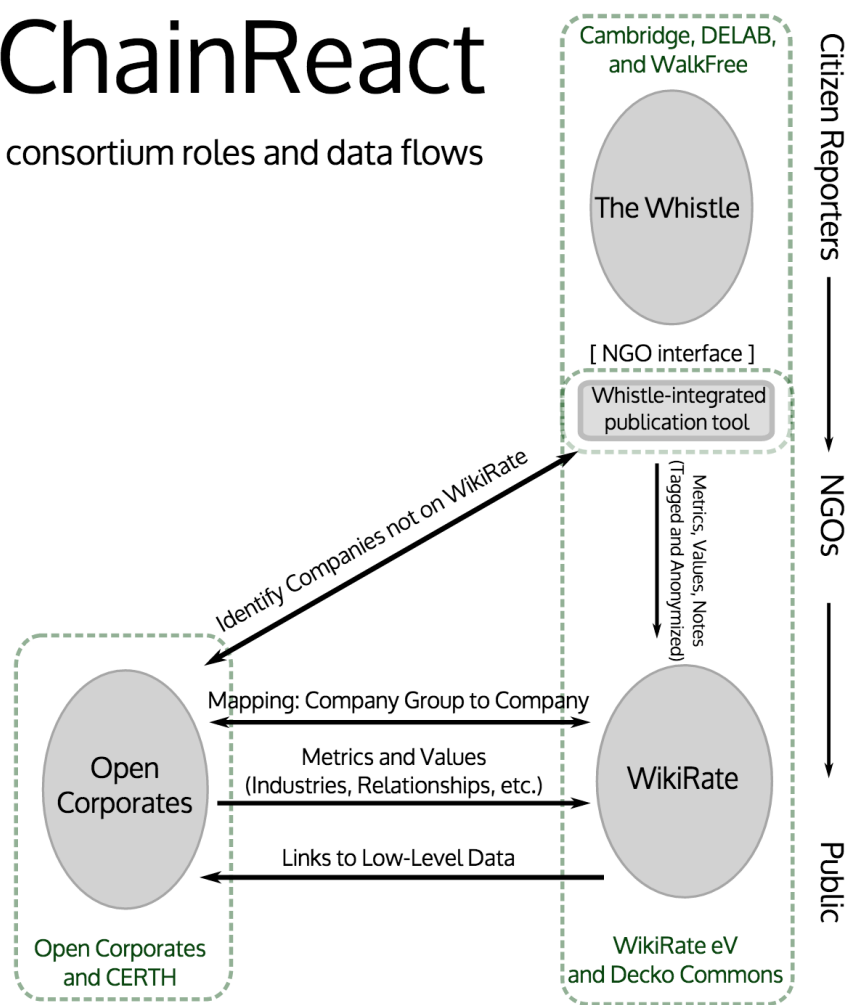 ChainReact
consortium roles and data flows
Cambridge, DELAB,
and WalkFree
The Whistle
[ NGO interface ]
Whistle-integrated
publication tool
Identify Companies not on WikiRate
Metrics, Values, Notes
(Tagged and Anonymized)
Mapping: Company Group to Company
Metrics and Values
(Industries, Relationships, etc.)
Links to Low-Level Data
Open
Corporates
WikiRate
Open Corporates
and CERTH
WikiRate eV
and Decko Commons
Citizen Reporters
NGOs
Public